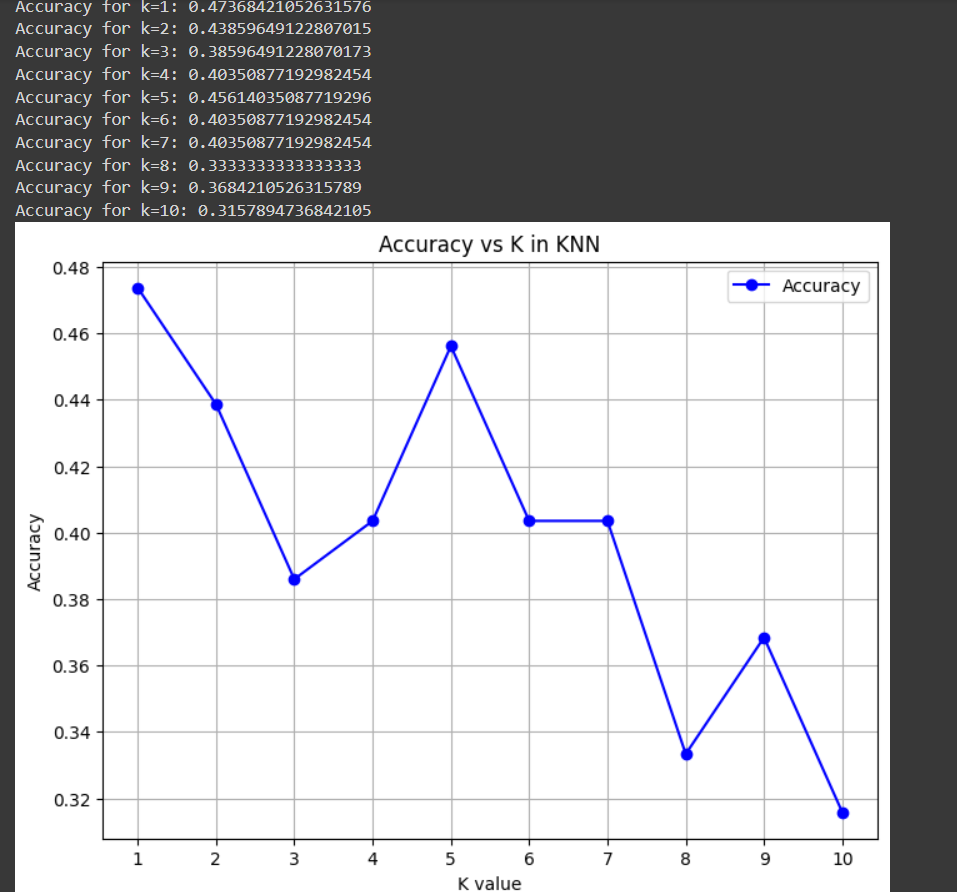 Accuracy for k=1: 0.47368421052631576
Accuracy for k=2: 0.43859649122807015
Accuracy for k=3: 0.38596491228070173
Accuracy for k=4: 0.40350877192982454
Accuracy for k=5: 0.45614035087719296
Accuracy for k=6: 0.40350877192982454
Accuracy for k=7: 0.40350877192982454
Accuracy for k=8: 0.3333333333333333
Accuracy for k=9: 0.3684210526315789
Accuracy for k=10: 0.3157894736842105
Accuracy vs K in KNN
Accuracy
0.48
0.46
0.44
0.42
0.40
0.38
0.36
0.34
0.32
Accuracy
1 2 3 4 5 6 7 8 9 10
K value